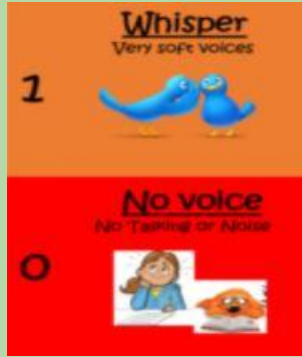 Whisper
Very soft voices
1
No voice
No Talking or Noise
0